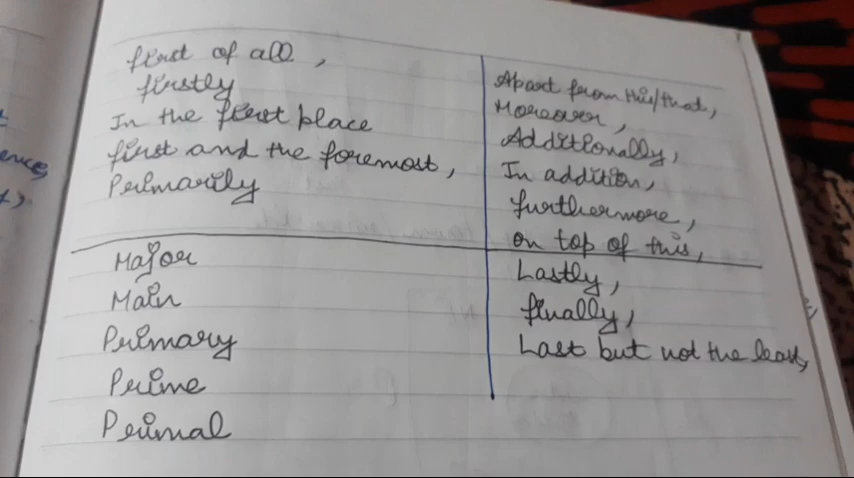 first of all,
firstly
In the first place
first and the foremost,
Primarily
Major
Main
Primary
Prime
Primal
Apart from this/that,
Moreover,
Additionally,
In addition,
furthermore,
on top of this,
Lastly,
finally,
Last but not the least,